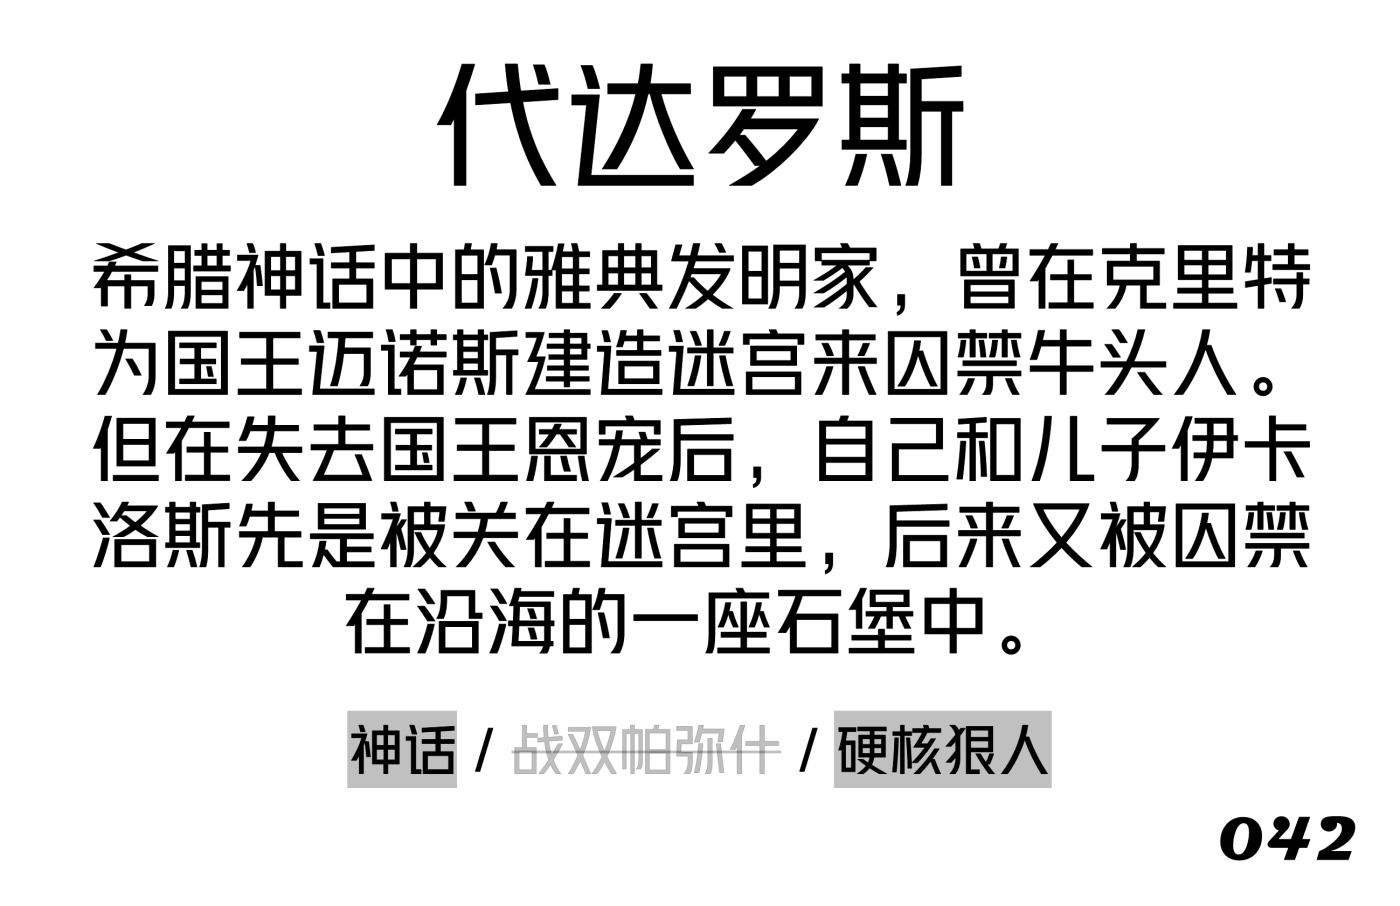 代达罗斯
希腊神话中的雅典发明家，曾在克里特
为国王迈诺斯建造迷宫来囚禁牛头人。
但在失去国王恩宠后，自己和儿子伊卡
洛斯先是被关在迷宫里，后来又被囚禁
在沿海的一座石堡中。
神话 / 战双帕弥什 / 硬核狠人
042